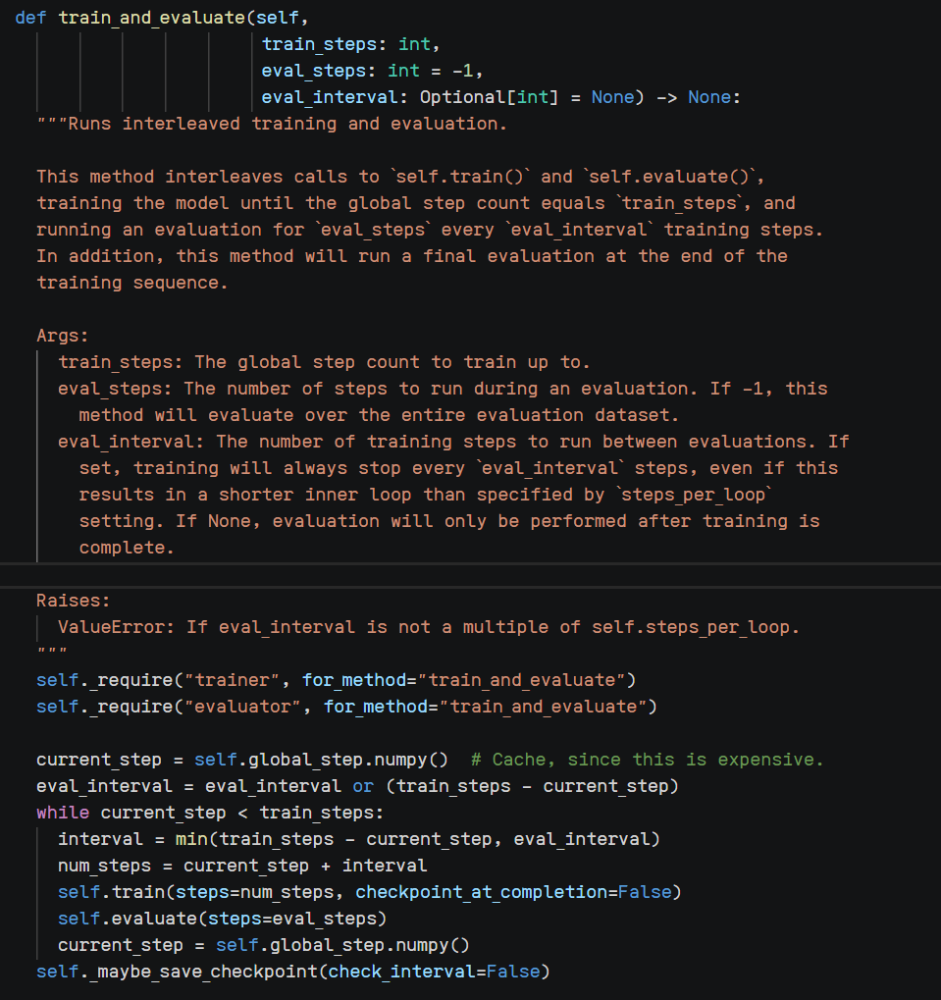 def train_and_evaluate(self,
                       train_steps: int,
                       eval_steps: int = -1,
                       eval_interval: Optional[int] = None) -> None:
  """Runs interleaved training and evaluation.

  This method interleaves calls to `self.train()` and `self.evaluate()`,
  training the model until the global step count equals `train_steps`, and
  running an evaluation for `eval_steps` every `eval_interval` training steps.
  In addition, this method will run a final evaluation at the end of the
  training sequence.

  Args:
    train_steps: The global step count to train up to.
    eval_steps: The number of steps to run during an evaluation. If -1, this
      method will evaluate over the entire evaluation dataset.
    eval_interval: The number of training steps to run between evaluations. If
      set, training will always stop every `eval_interval` steps, even if this
      results in a shorter inner loop than specified by `steps_per_loop`
      setting. If None, evaluation will only be performed after training is
      complete.

  Raises:
    ValueError: If eval_interval is not a multiple of self.steps_per_loop.
  """
  self._require("trainer", for_method="train_and_evaluate")
  self._require("evaluator", for_method="train_and_evaluate")

  current_step = self.global_step.numpy()  # Cache, since this is expensive.
  eval_interval = eval_interval or (train_steps - current_step)
  while current_step < train_steps:
    interval = min(train_steps - current_step, eval_interval)
    num_steps = current_step + interval
    self.train(steps=num_steps, checkpoint_at_completion=False)
    self.evaluate(steps=eval_steps)
    current_step = self.global_step.numpy()
  self._maybe_save_checkpoint(check_interval=False)